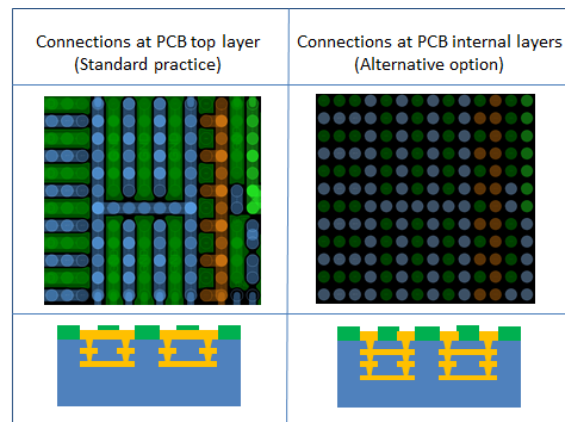 Connections at PCB top layer
(Standard practice)
Connections at PCB internal layers
(Alternative option)